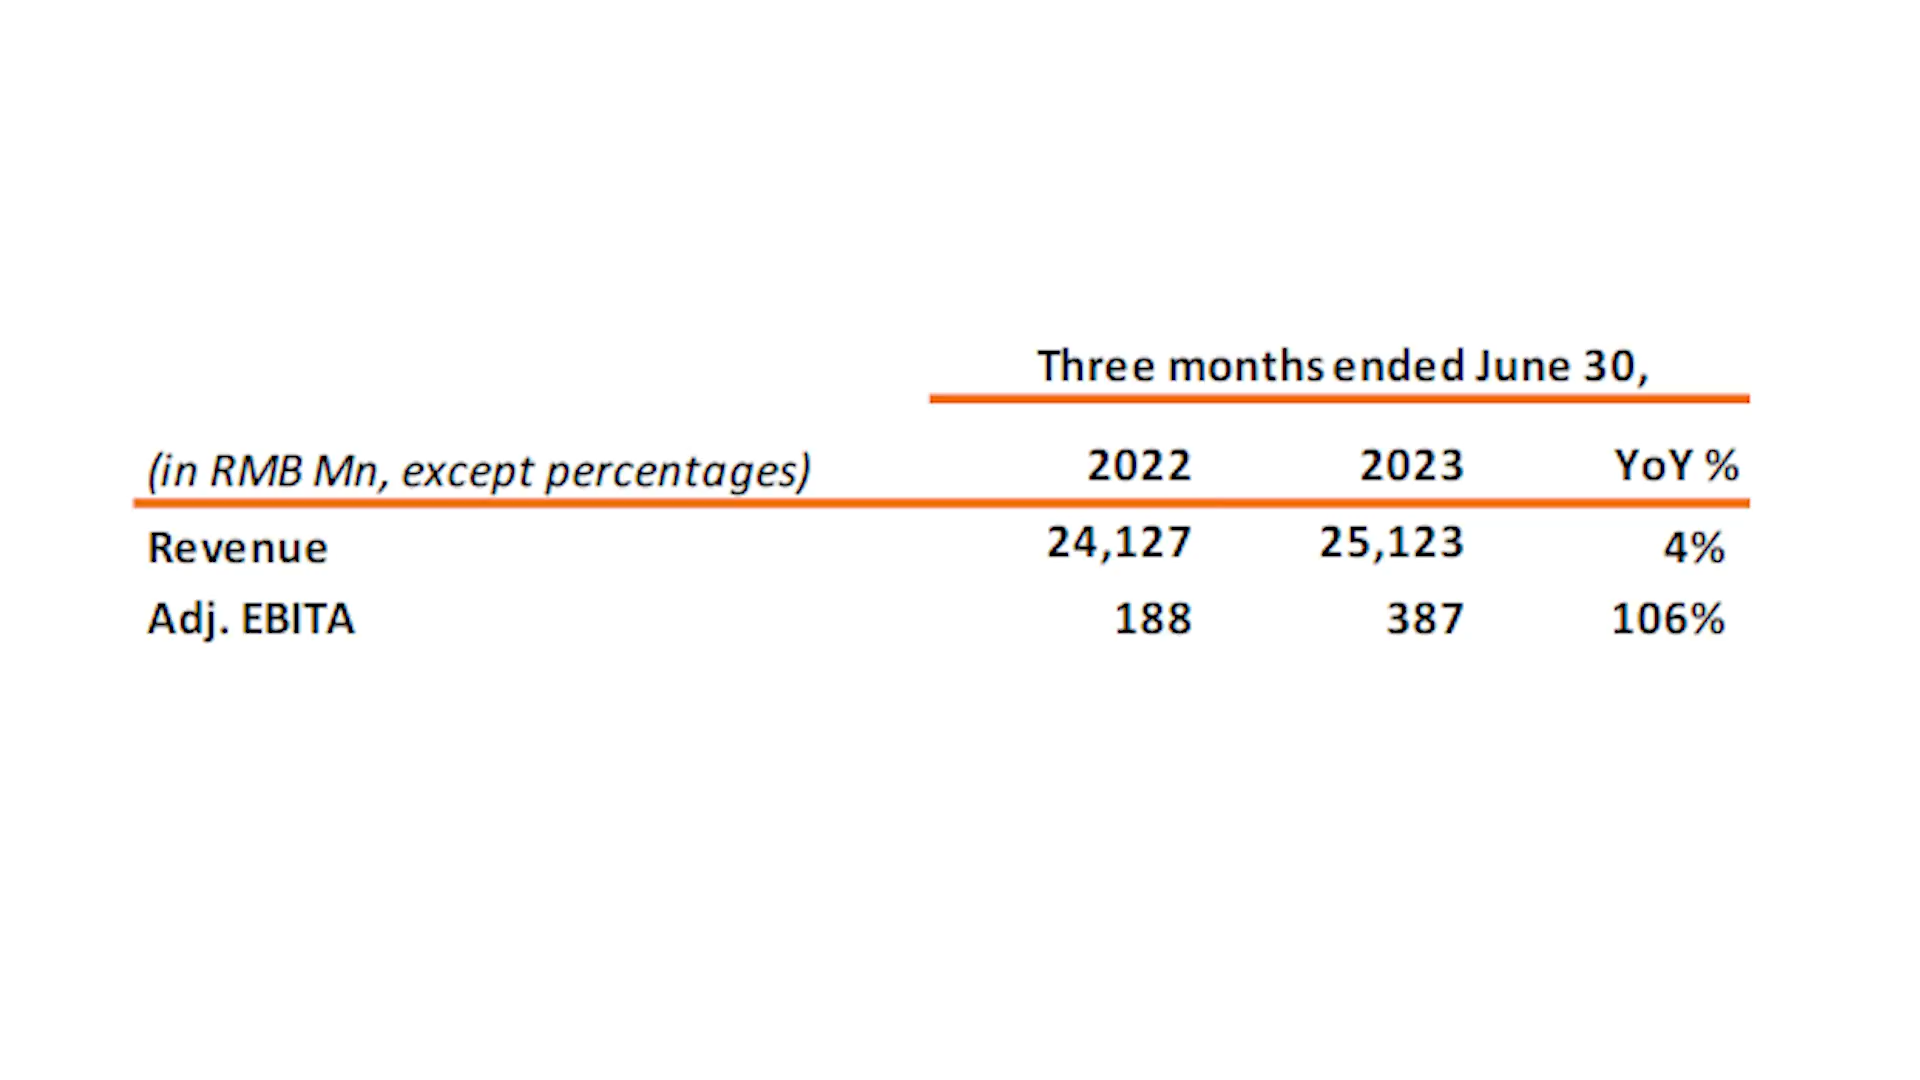 Three months ended June 30,
(in RMB Mn, except percentages) 2022 2023 YoY %
Revenue 24,127 25,123 4%
Adj. EBITA 188 387 106%